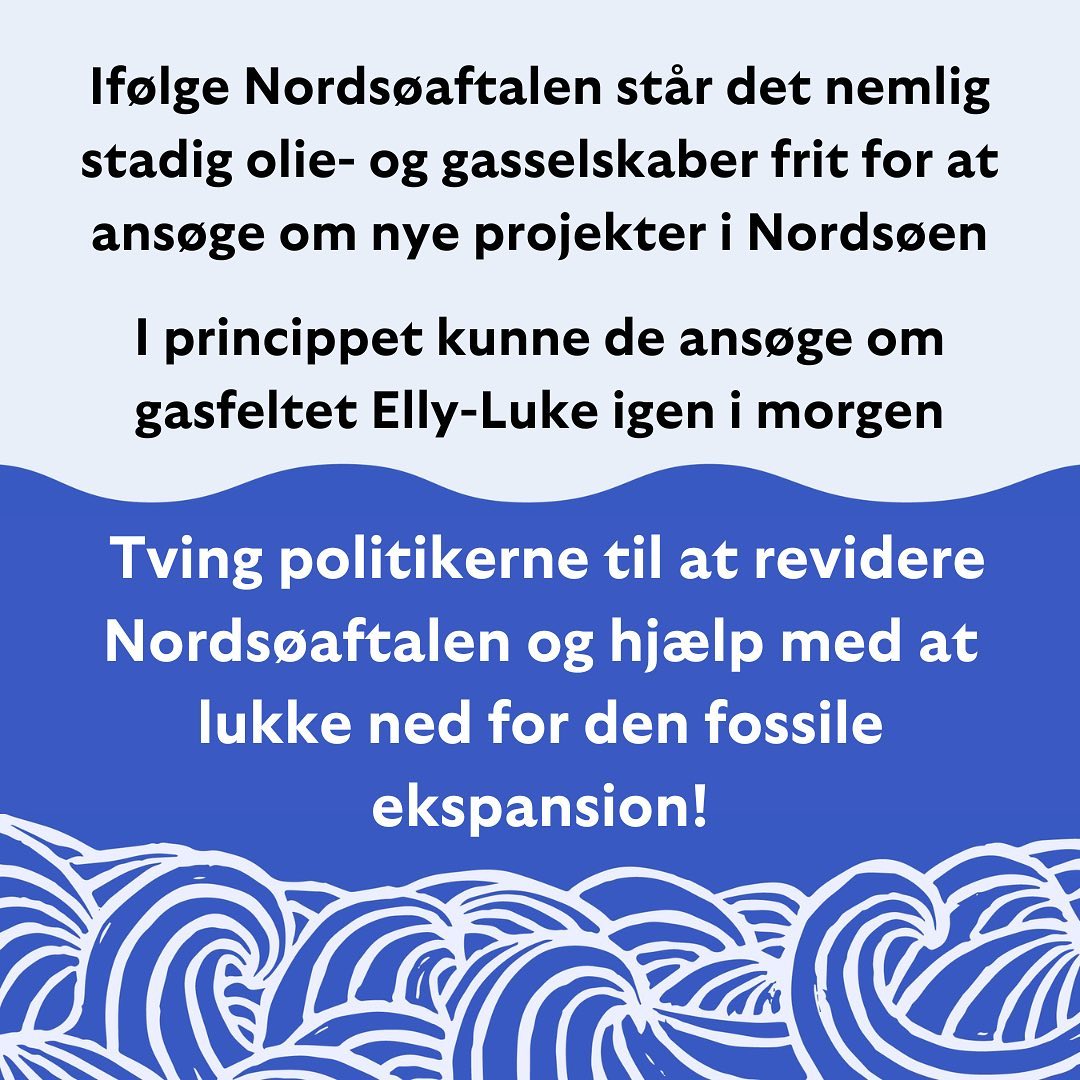 Ifølge Nordsøaftalen står det nemlig
stadig olie- og gasselskaber frit for at
ansøge om nye projekter i Nordsøen
I princippet kunne de ansøge om
gasfeltet Elly-Luke igen i morgen
Tving politikerne til at revidere
Nordsøaftalen og hjælp med at
lukke ned for den fossile
ekspansion!